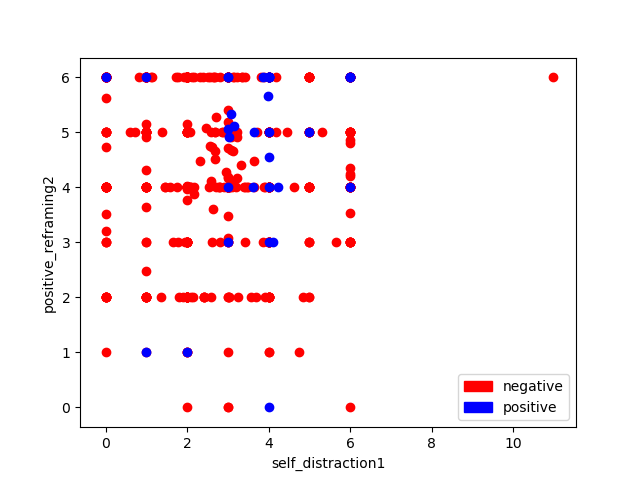 6
5
4
3
2
1
0
positive_reframing2
0 2 4 6 8 10
self_distraction1
negative
positive